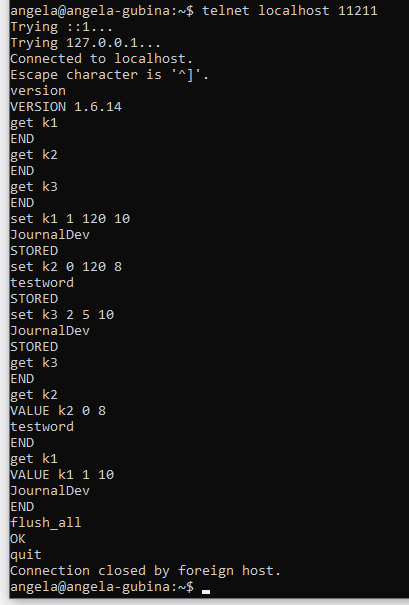 angela@angela-gubina:~$ telnet localhost 11211
Trying ::1...
Trying 127.0.0.1...
Connected to localhost.
Escape character is '^]'.
version
VERSION 1.6.14
get k1
END
get k2
END
get k3
END
set k1 1 120 10
JournalDev
STORED
set k2 0 120 8
testword
STORED
set k3 2 5 10
JournalDev
STORED
get k3
END
get k2
VALUE k2 0 8
testword
END
get k1
VALUE k1 1 10
JournalDev
END
flush_all
OK
quit
Connection closed by foreign host.
angela@angela-gubina:~$